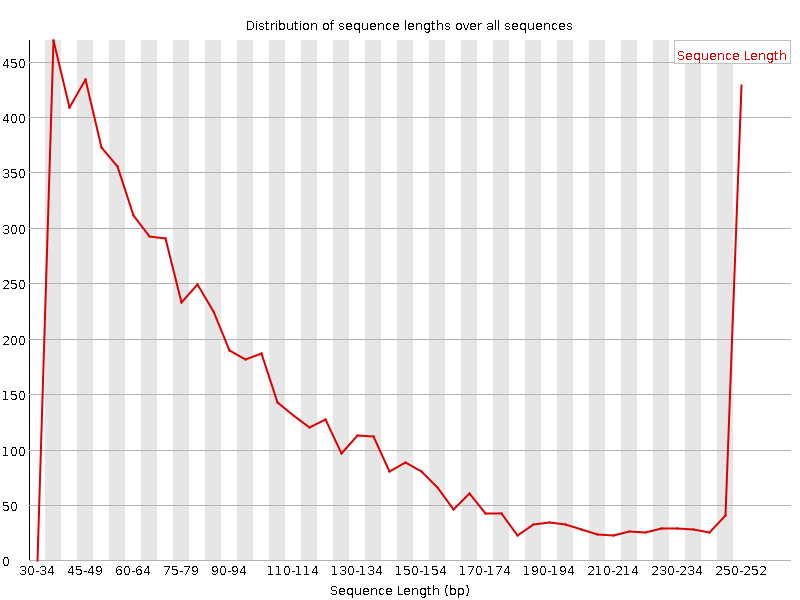 Distribution of sequence lengths over all sequences
Sequence Length
450
400
350
300
250
200
150
100
50
0
30-34 45-49 60-64 75-79 90-94 110-114 130-134 150-154 170-174 190-194 210-214 230-234 250-252
Sequence Length (bp)